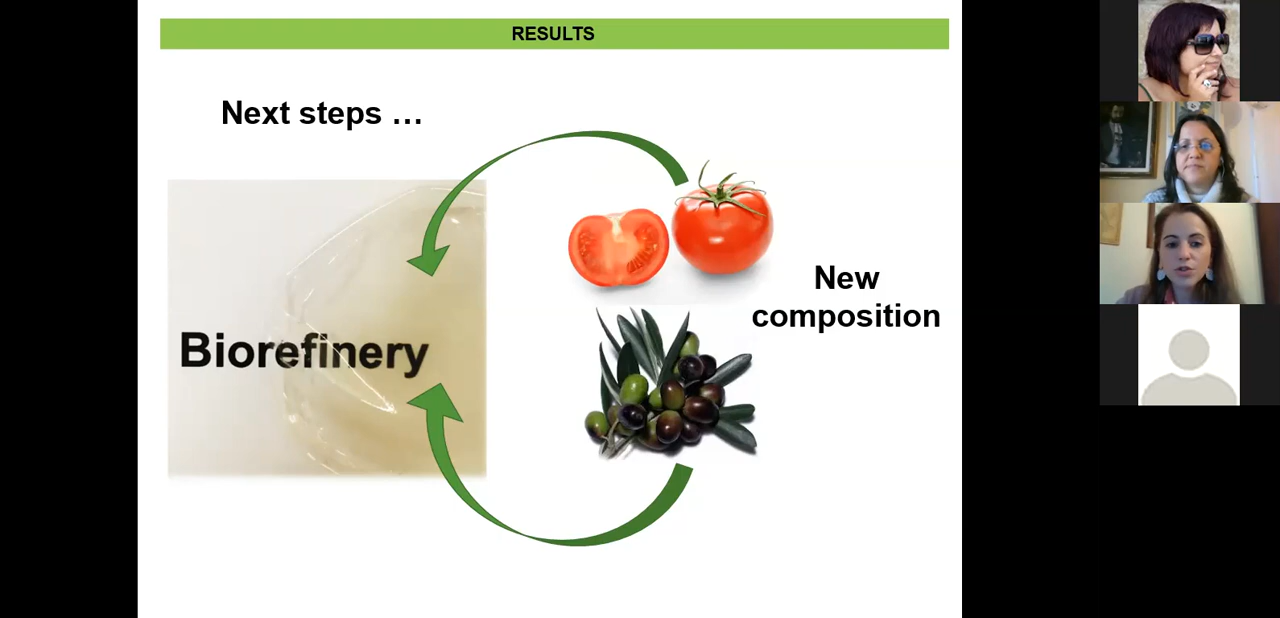 RESULTS
Next steps …
Biorefinery
New
composition